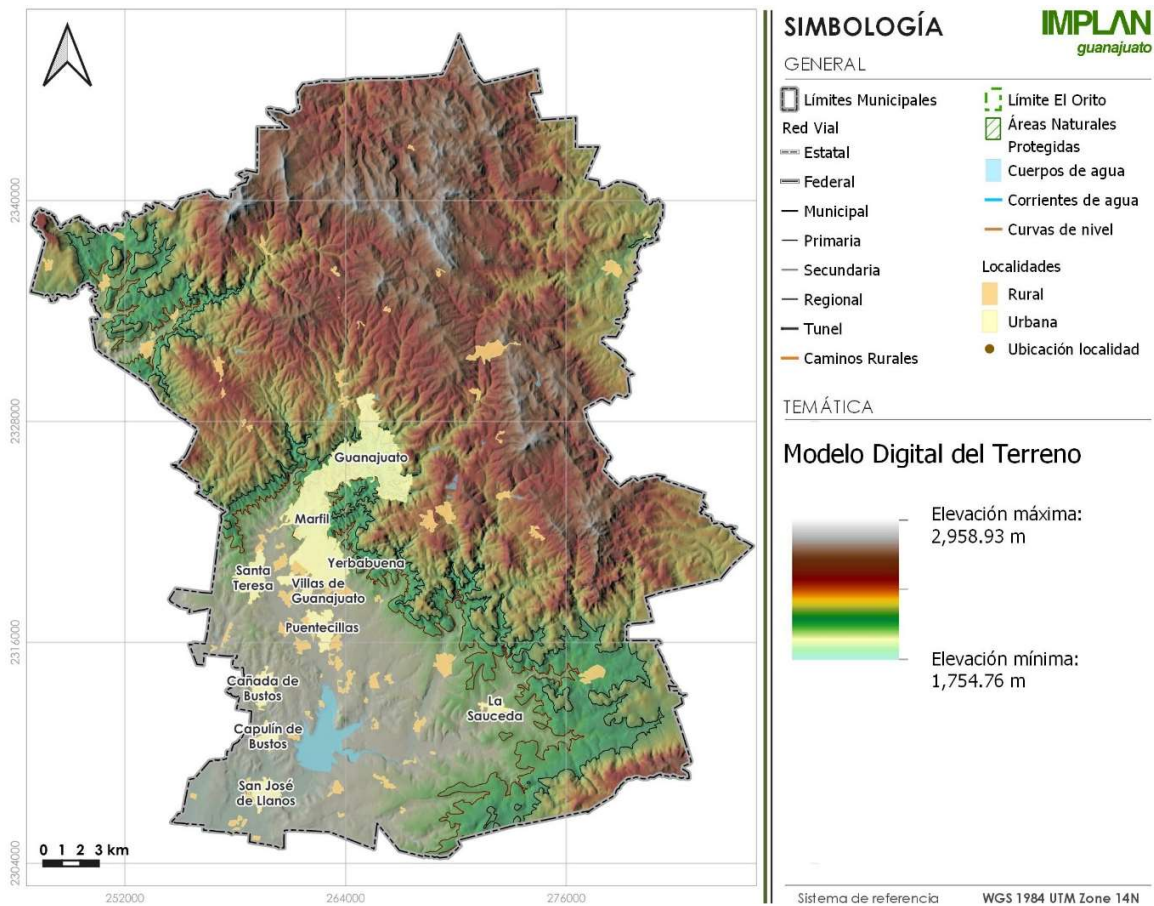 SIMBOLOGÍA
IMPLAN
guanajuato
GENERAL
Límites Municipales
Red Vial
Estatal
Federal
Municipal
Primaria
Secundaria
Regional
Tunel
Caminos Rurales
Límite El Orito
Áreas Naturales
Protegidas
Cuerpos de agua
Corrientes de agua
Curvas de nivel
Localidades
Rural
Urbana
Ubicación localidad
TEMÁTICA
Modelo Digital del Terreno
Elevación máxima:
2,958.93 m
Elevación mínima:
1,754.76 m
Sistema de referencia
WGS 1984 UTM Zone 14N
2340000
2328000
2316000
2304000
Guanajuato
Marfil
Yerbabuena
Santa
Teresa
Villas de
Guanajuato
Puentecillas
Cañada de
Bustos
La
Sauceda
Capulín de
Bustos
San José
de Llanos
0 1 2 3 km
252000
264000
276000